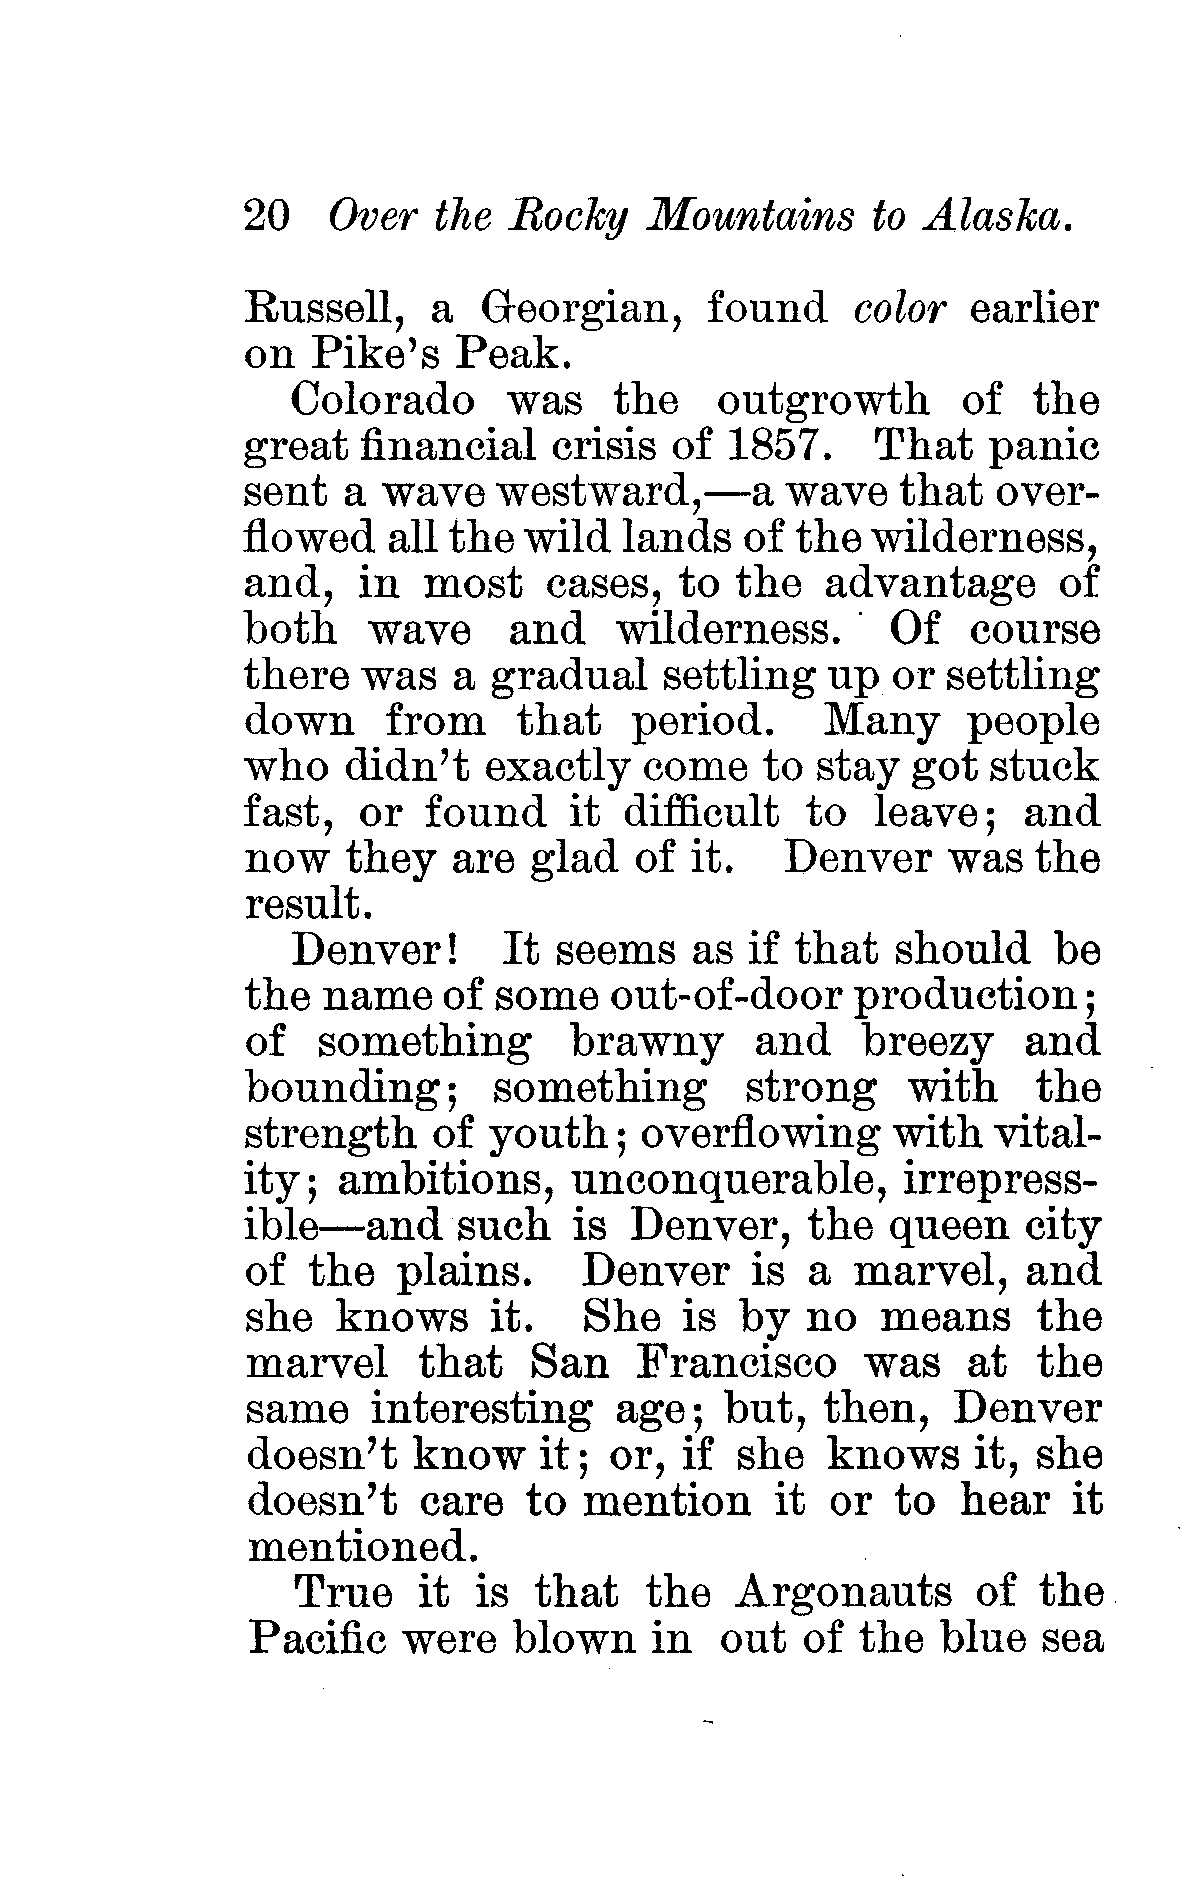 20 Over the Rocky Mountains to Alaska.
Russell, a Georgian, found color earlier
on Pike's Peak.
Colorado was the outgrowth of the
great financial crisis of 1857. That panic
sent a wave westward,—a wave that over-
flowed all the wild lands of the wilderness,
and, in most cases, to the advantage of
both wave and wilderness. Of course
there was a gradual settling up or settling
down from that period. Many people
who didn't exactly come to stay got stuck
fast, or found it difficult to leave; and
now they are glad of it. Denver was the
result.
Denver! It seems as if that should be
the name of some out-of-door production;
of something brawny and breezy and
bounding; something strong with the
strength of youth; overflowing with vital-
ity; ambitions, unconquerable, irrepress-
ible—and such is Denver, the queen city
of the plains. Denver is a marvel, and
she knows it. She is by no means the
marvel that San Francisco was at the
same interesting age; but, then, Denver
doesn't know it; or, if she knows it, she
doesn't care to mention it or to hear it
mentioned.
True it is that the Argonauts of the
Pacific were blown in out of the blue sea